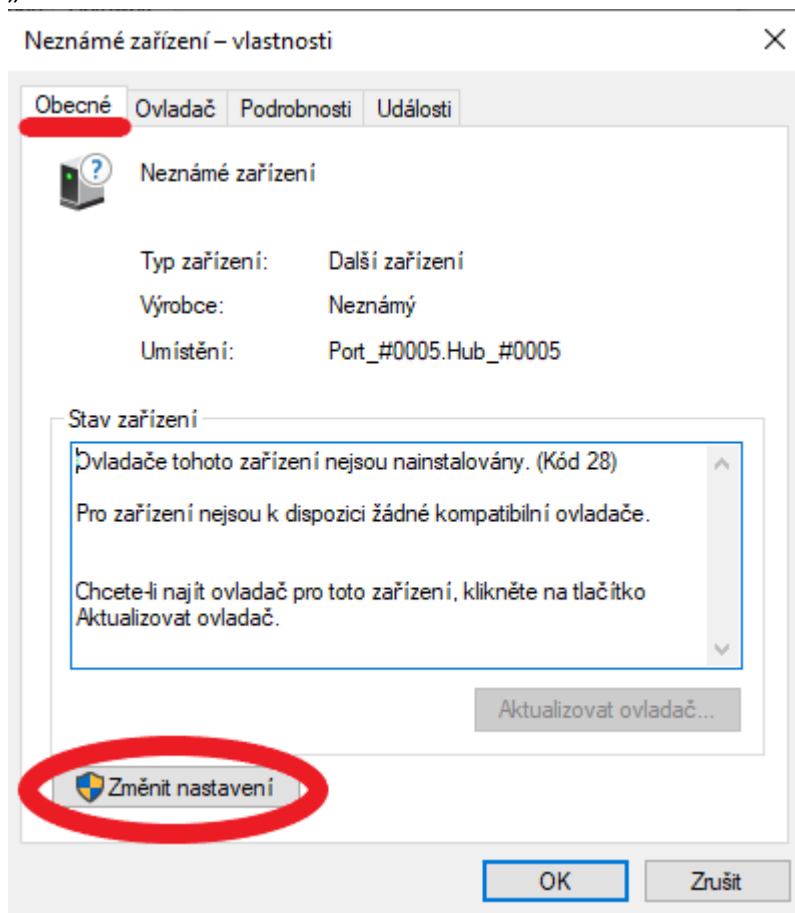 Neznámé zařízení – vlastnosti
Obecné Ovladač Podrobnosti Události
Neznámé zařízení
Typ zařízení: Další zařízení
Výrobce: Neznámý
Umístění: Port_#0005.Hub_#0005
Stav zařízení
Ovladače tohoto zařízení nejsou nainstalovány. (Kód 28)
Pro zařízení nejsou k dispozici žádné kompatibilní ovladače.
Chcete-li najít ovladač pro toto zařízení, klikněte na tlačítko
Aktualizovat ovladač.
Aktualizovat ovladač...
Změnit nastavení
OK Zrušit